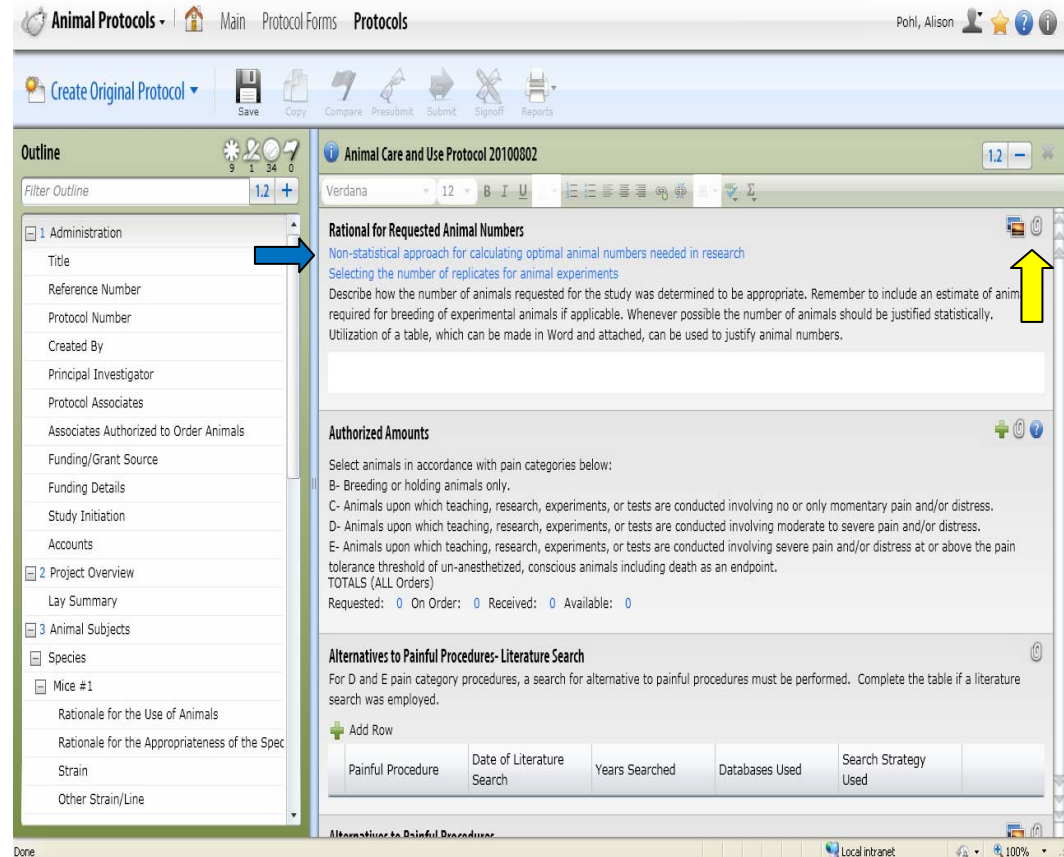 Animal Protocols Main Protocol Forms Protocols Pohl, Alison
Create Original Protocol
Save Copy Compare Presubmit Submit Signoff Reports
Outline
9 1 34 0
Filter Outline 1.2 +
1 Administration
Title
Reference Number
Protocol Number
Created By
Principal Investigator
Protocol Associates
Associates Authorized to Order Animals
Funding/Grant Source
Funding Details
Study Initiation
Accounts
2 Project Overview
Lay Summary
3 Animal Subjects
Species
Mice #1
Rationale for the Use of Animals
Rationale for the Appropriateness of the Spec
Strain
Other Strain/Line
Animal Care and Use Protocol 20100802 1.2 −
Verdana 12 B I U ABC Σ
Rational for Requested Animal Numbers
Non-statistical approach for calculating optimal animal numbers needed in research
Selecting the number of replicates for animal experiments
Describe how the number of animals requested for the study was determined to be appropriate. Remember to include an estimate of anim
required for breeding of experimental animals if applicable. Whenever possible the number of animals should be justified statistically.
Utilization of a table, which can be made in Word and attached, can be used to justify animal numbers.
Authorized Amounts
Select animals in accordance with pain categories below:
B- Breeding or holding animals only.
C- Animals upon which teaching, research, experiments, or tests are conducted involving no or only momentary pain and/or distress.
D- Animals upon which teaching, research, experiments, or tests are conducted involving moderate to severe pain and/or distress.
E- Animals upon which teaching, research, experiments, or tests are conducted involving severe pain and/or distress at or above the pain
tolerance threshold of un-anesthetized, conscious animals including death as an endpoint.
TOTALS (ALL Orders)
Requested: 0 On Order: 0 Received: 0 Available: 0
Alternatives to Painful Procedures- Literature Search
For D and E pain category procedures, a search for alternative to painful procedures must be performed. Complete the table if a literature
search was employed.
Add Row
Painful Procedure Date of Literature Search Years Searched Databases Used Search Strategy Used
Alternatives to Painful Procedures
Done Local intranet 100%